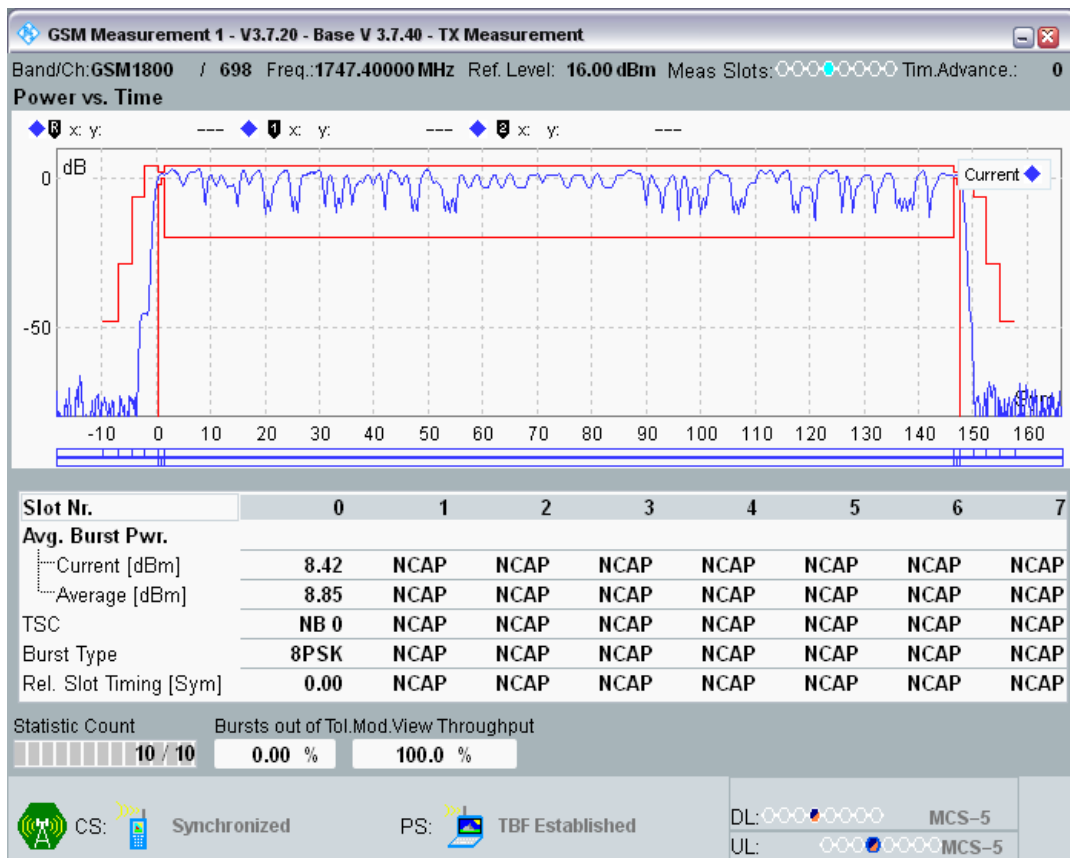 GSM Measurement 1 - V3.7.20 - Base V 3.7.40 - TX Measurement
Band/Ch:GSM1800 / 698 Freq.:1747.40000 MHz Ref. Level: 16.00 dBm Meas Slots: Tim.Advance.: 0
Power vs. Time
R x: y: --- 1 x: y: --- 2 x: y: ---
dB
Current
0
-50
-10 0 10 20 30 40 50 60 70 80 90 100 110 120 130 140 150 160
Slot Nr. 0 1 2 3 4 5 6 7
Avg. Burst Pwr.
Current [dBm] 8.42 NCAP NCAP NCAP NCAP NCAP NCAP NCAP
Average [dBm] 8.85 NCAP NCAP NCAP NCAP NCAP NCAP NCAP
TSC NB 0 NCAP NCAP NCAP NCAP NCAP NCAP NCAP
Burst Type 8PSK NCAP NCAP NCAP NCAP NCAP NCAP NCAP
Rel. Slot Timing [Sym] 0.00 NCAP NCAP NCAP NCAP NCAP NCAP NCAP
Statistic Count Bursts out of Tol.Mod.View Throughput
10 / 10 0.00 % 100.0 %
CS: Synchronized PS: TBF Established
DL: MCS-5
UL: MCS-5